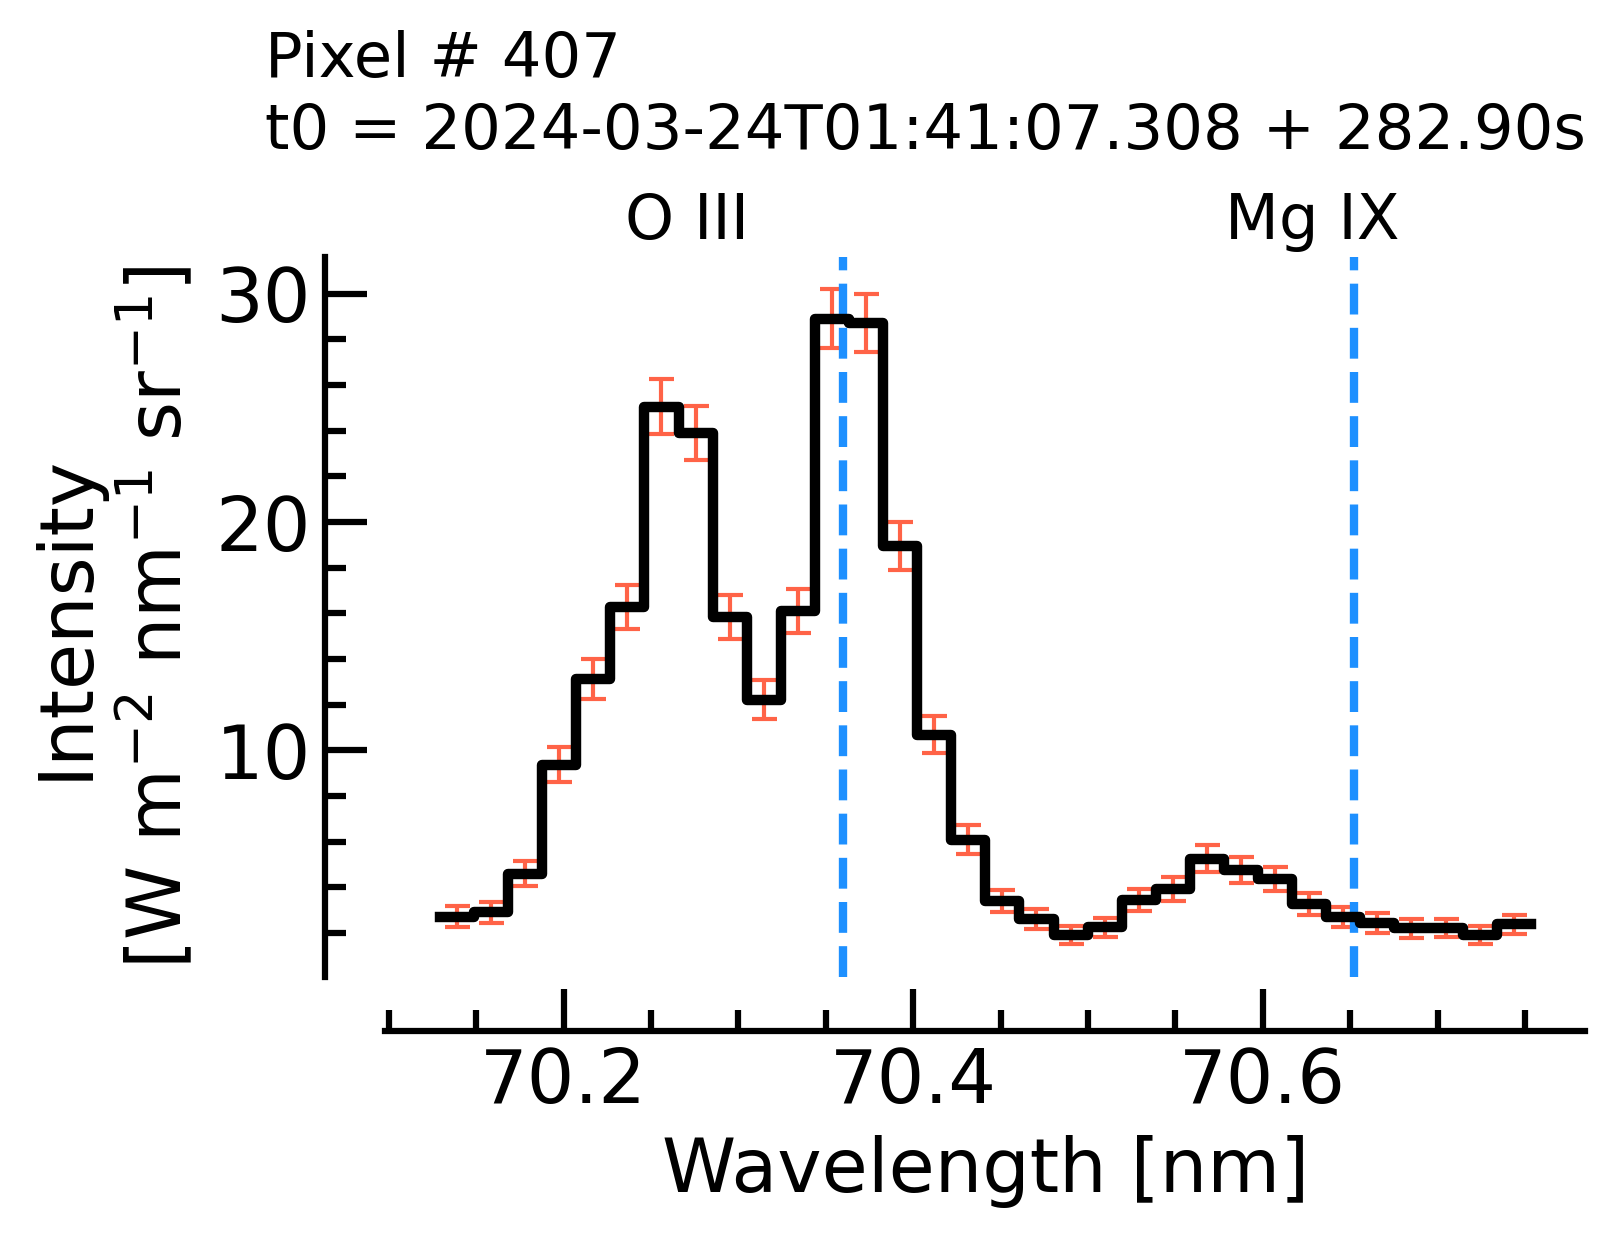 Pixel # 407
t0 = 2024-03-24T01:41:07.308 + 282.90s
O III Mg IX
Intensity
[W m⁻² nm⁻¹ sr⁻¹]
30
20
10
70.2 70.4 70.6
Wavelength [nm]